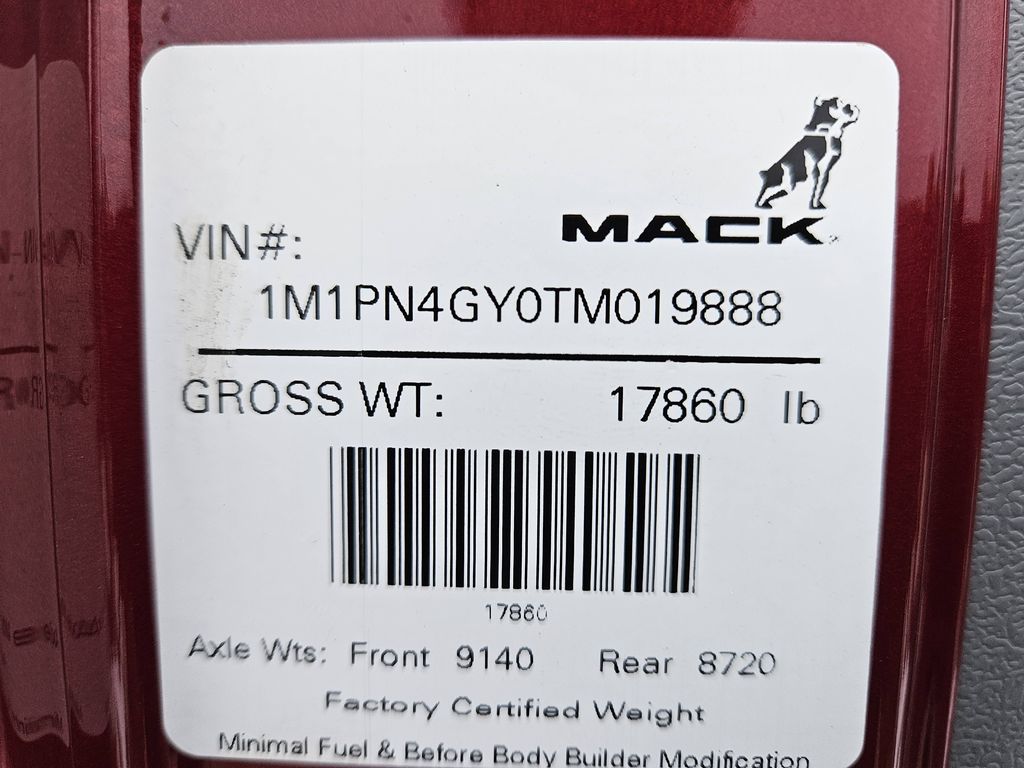 MACK
VIN#:
1M1PN4GY0TM019888
GROSS WT: 17860 lb
17860
Axle Wts: Front 9140 Rear 8720
Factory Certified Weight
Minimal Fuel & Before Body Builder Modification